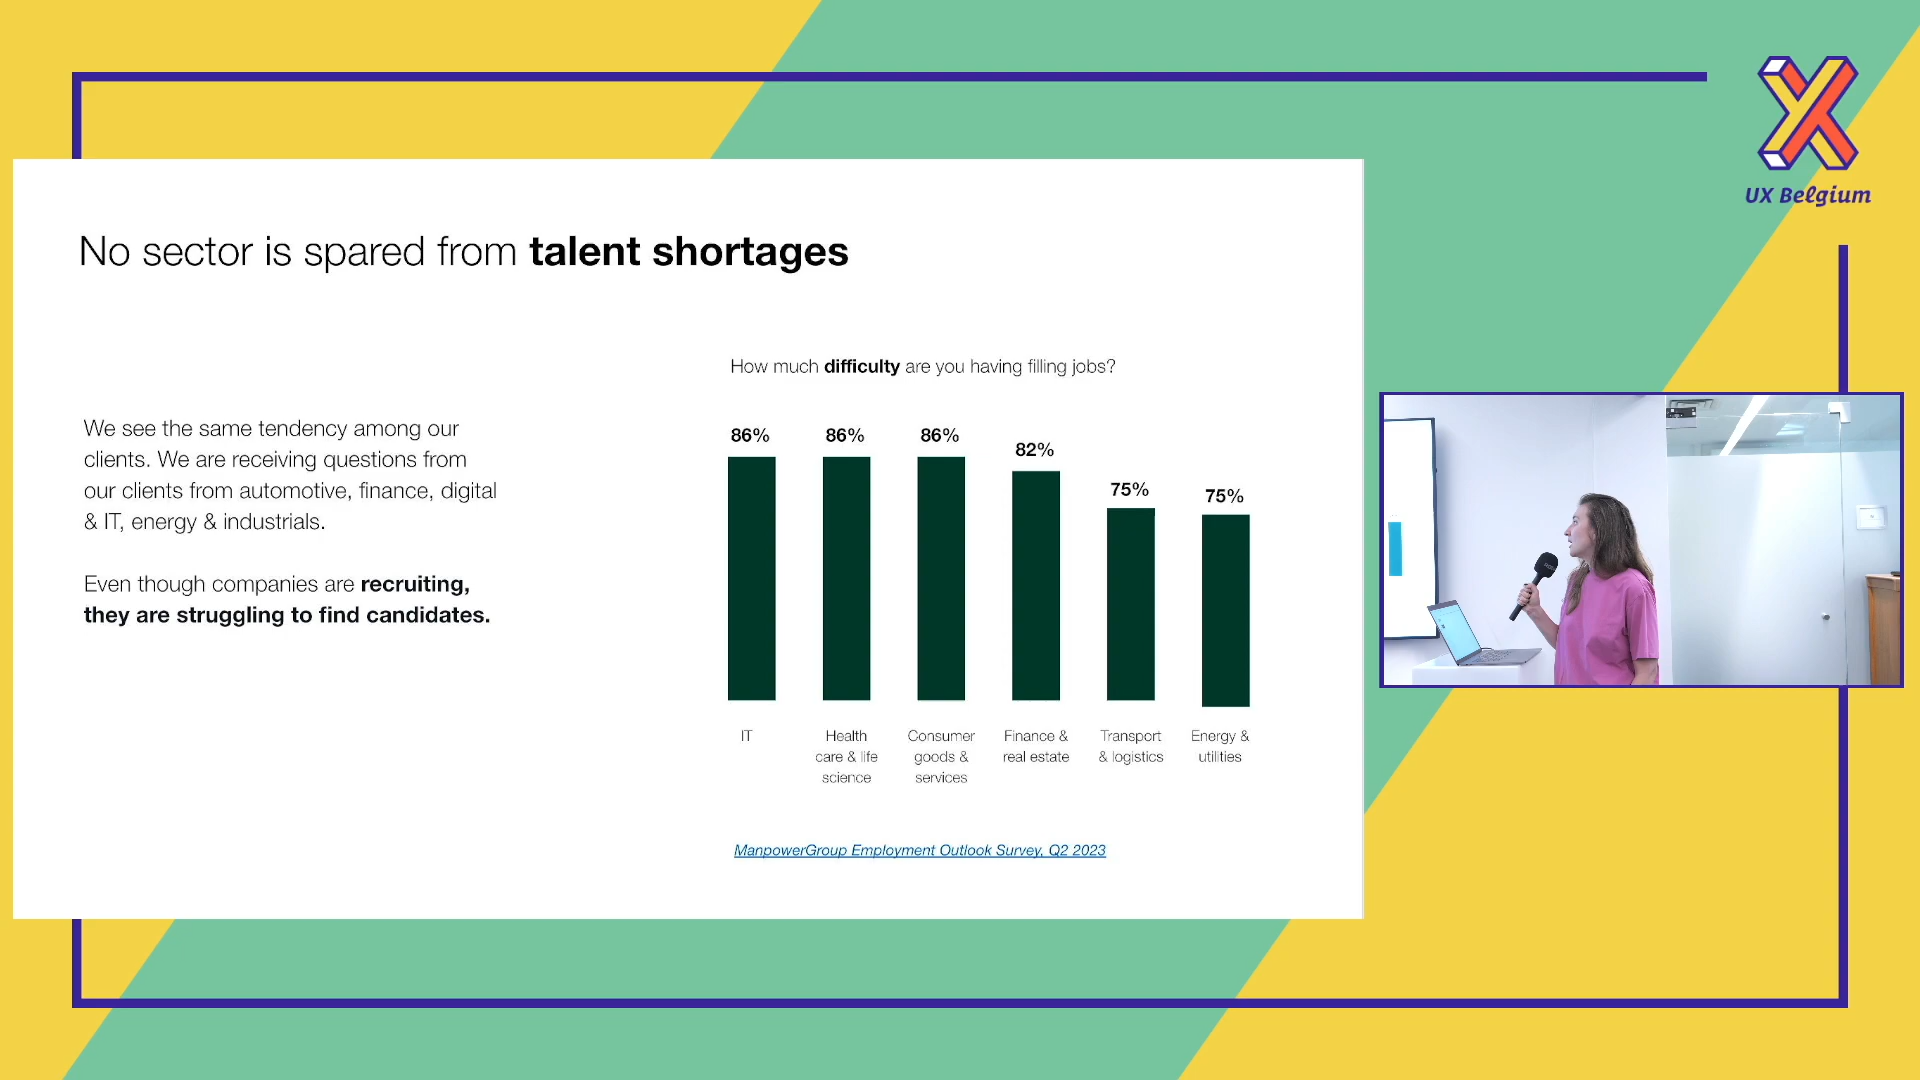 UX Belgium
No sector is spared from talent shortages
We see the same tendency among our
clients. We are receiving questions from
our clients from automotive, finance, digital
& IT, energy & industrials.
Even though companies are recruiting,
they are struggling to find candidates.
How much difficulty are you having filling jobs?
86% 86% 86% 82% 75% 75%
IT
Health
care & life
science
Consumer
goods &
services
Finance &
real estate
Transport
& logistics
Energy &
utilities
ManpowerGroup Employment Outlook Survey, Q2 2023